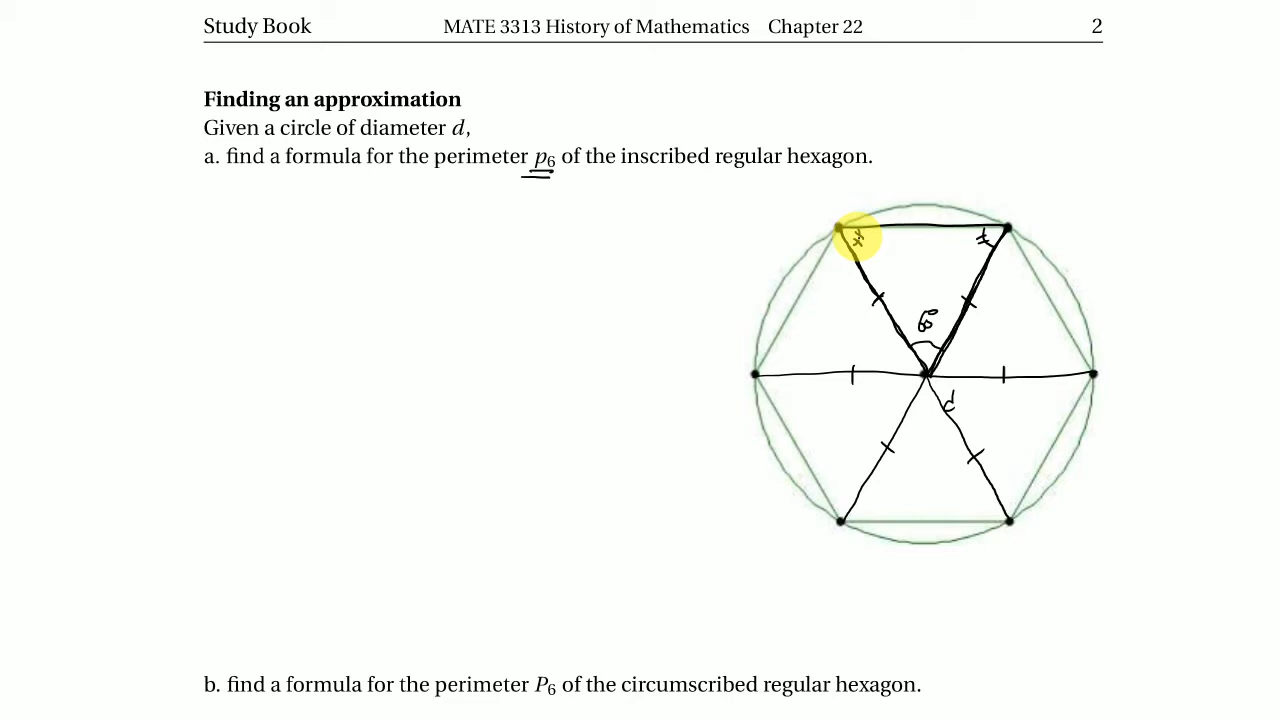 Study Book MATE 3313 History of Mathematics Chapter 22 2
Finding an approximation
Given a circle of diameter d,
a. find a formula for the perimeter p₆ of the inscribed regular hexagon.
d
b. find a formula for the perimeter P₆ of the circumscribed regular hexagon.